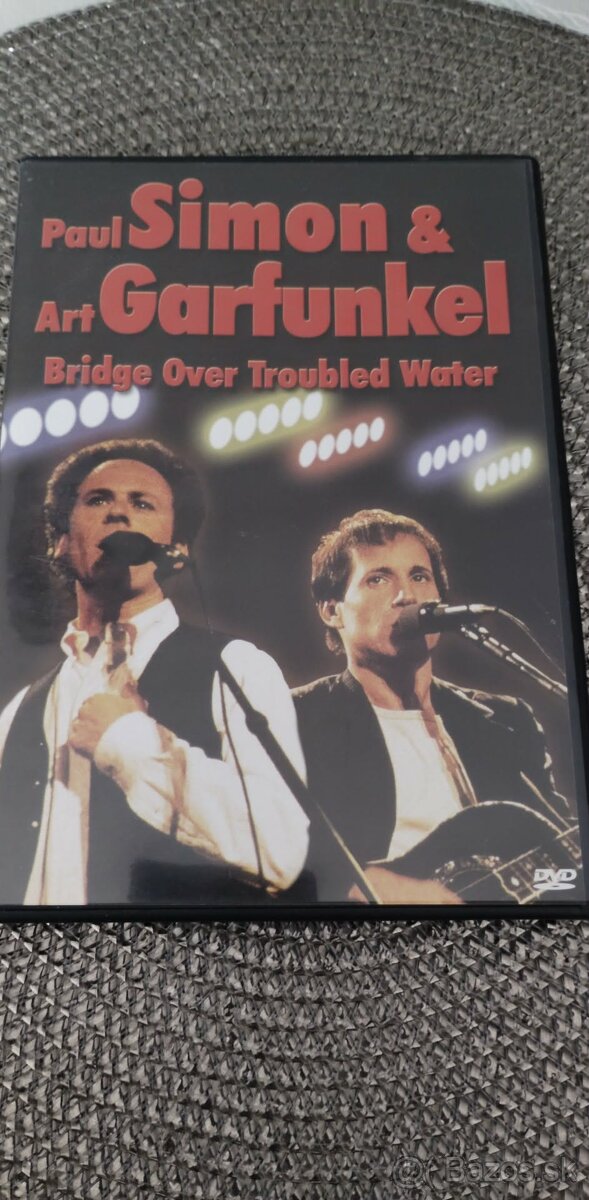 Paul Simon &
Art Garfunkel
Bridge Over Troubled Water
DVD
@ Bazos.sk